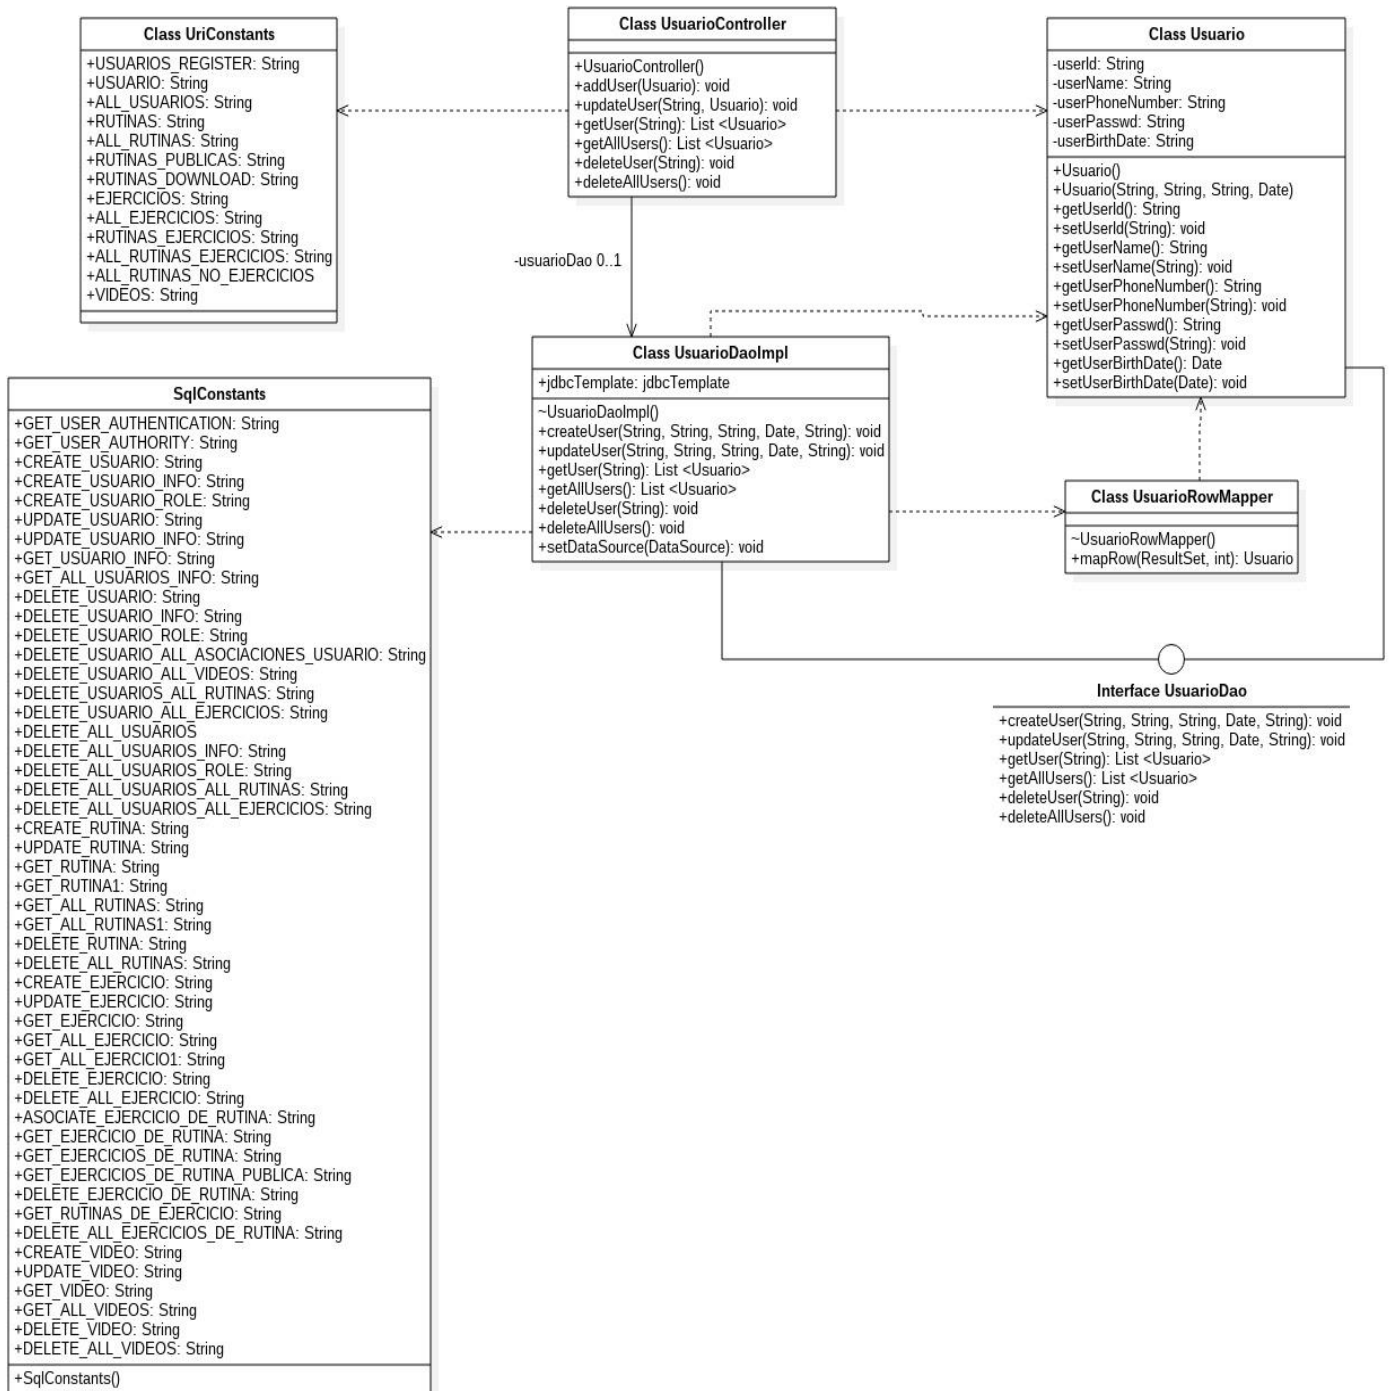 Class UriConstants
+USUARIOS_REGISTER: String
+USUARIO: String
+ALL_USUARIOS: String
+RUTINAS: String
+ALL_RUTINAS: String
+RUTINAS_PUBLICAS: String
+RUTINAS_DOWNLOAD: String
+EJERCICIOS: String
+ALL_EJERCICIOS: String
+RUTINAS_EJERCICIOS: String
+ALL_RUTINAS_EJERCICIOS: String
+ALL_RUTINAS_NO_EJERCICIOS
+VIDEOS: String
Class UsuarioController
+UsuarioController()
+addUser(Usuario): void
+updateUser(String, Usuario): void
+getUser(String): List <Usuario>
+getAllUsers(): List <Usuario>
+deleteUser(String): void
+deleteAllUsers(): void
Class Usuario
-userId: String
-userName: String
-userPhoneNumber: String
-userPasswd: String
-userBirthDate: String
+Usuario()
+Usuario(String, String, String, Date)
+getUserId(): String
+setUserId(String): void
+getUserName(): String
+setUserName(String): void
+getUserPhoneNumber(): String
+setUserPhoneNumber(String): void
+getUserPasswd(): String
+setUserPasswd(String): void
+getUserBirthDate(): Date
+setUserBirthDate(Date): void
-usuarioDao 0..1
Class UsuarioDaoImpl
+jdbcTemplate: jdbcTemplate
~UsuarioDaoImpl()
+createUser(String, String, String, Date, String): void
+updateUser(String, String, String, Date, String): void
+getUser(String): List <Usuario>
+getAllUsers(): List <Usuario>
+deleteUser(String): void
+deleteAllUsers(): void
+setDataSource(DataSource): void
Class UsuarioRowMapper
~UsuarioRowMapper()
+mapRow(ResultSet, int): Usuario
Interface UsuarioDao
+createUser(String, String, String, Date, String): void
+updateUser(String, String, String, Date, String): void
+getUser(String): List <Usuario>
+getAllUsers(): List <Usuario>
+deleteUser(String): void
+deleteAllUsers(): void
SqlConstants
+GET_USER_AUTHENTICATION: String
+GET_USER_AUTHORITY: String
+CREATE_USUARIO: String
+CREATE_USUARIO_INFO: String
+CREATE_USUARIO_ROLE: String
+UPDATE_USUARIO: String
+UPDATE_USUARIO_INFO: String
+GET_USUARIO_INFO: String
+GET_ALL_USUARIOS_INFO: String
+DELETE_USUARIO: String
+DELETE_USUARIO_INFO: String
+DELETE_USUARIO_ROLE: String
+DELETE_USUARIO_ALL_ASOCIACIONES_USUARIO: String
+DELETE_USUARIO_ALL_VIDEOS: String
+DELETE_USUARIOS_ALL_RUTINAS: String
+DELETE_USUARIO_ALL_EJERCICIOS: String
+DELETE_ALL_USUARIOS
+DELETE_ALL_USUARIOS_INFO: String
+DELETE_ALL_USUARIOS_ROLE: String
+DELETE_ALL_USUARIOS_ALL_RUTINAS: String
+DELETE_ALL_USUARIOS_ALL_EJERCICIOS: String
+CREATE_RUTINA: String
+UPDATE_RUTINA: String
+GET_RUTINA: String
+GET_RUTINA1: String
+GET_ALL_RUTINAS: String
+GET_ALL_RUTINAS1: String
+DELETE_RUTINA: String
+DELETE_ALL_RUTINAS: String
+CREATE_EJERCICIO: String
+UPDATE_EJERCICIO: String
+GET_EJERCICIO: String
+GET_ALL_EJERCICIO: String
+GET_ALL_EJERCICIO1: String
+DELETE_EJERCICIO: String
+DELETE_ALL_EJERCICIO: String
+ASOCIATE_EJERCICIO_DE_RUTINA: String
+GET_EJERCICIO_DE_RUTINA: String
+GET_EJERCICIOS_DE_RUTINA: String
+GET_EJERCICIOS_DE_RUTINA_PUBLICA: String
+DELETE_EJERCICIO_DE_RUTINA: String
+GET_RUTINAS_DE_EJERCICIO: String
+DELETE_ALL_EJERCICIOS_DE_RUTINA: String
+CREATE_VIDEO: String
+UPDATE_VIDEO: String
+GET_VIDEO: String
+GET_ALL_VIDEOS: String
+DELETE_VIDEO: String
+DELETE_ALL_VIDEOS: String
+SqlConstants()